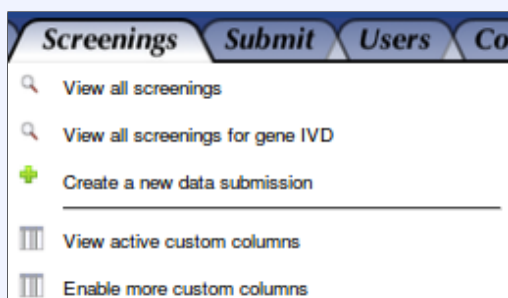 Screenings Submit Users Co
View all screenings
View all screenings for gene IVD
Create a new data submission
View active custom columns
Enable more custom columns